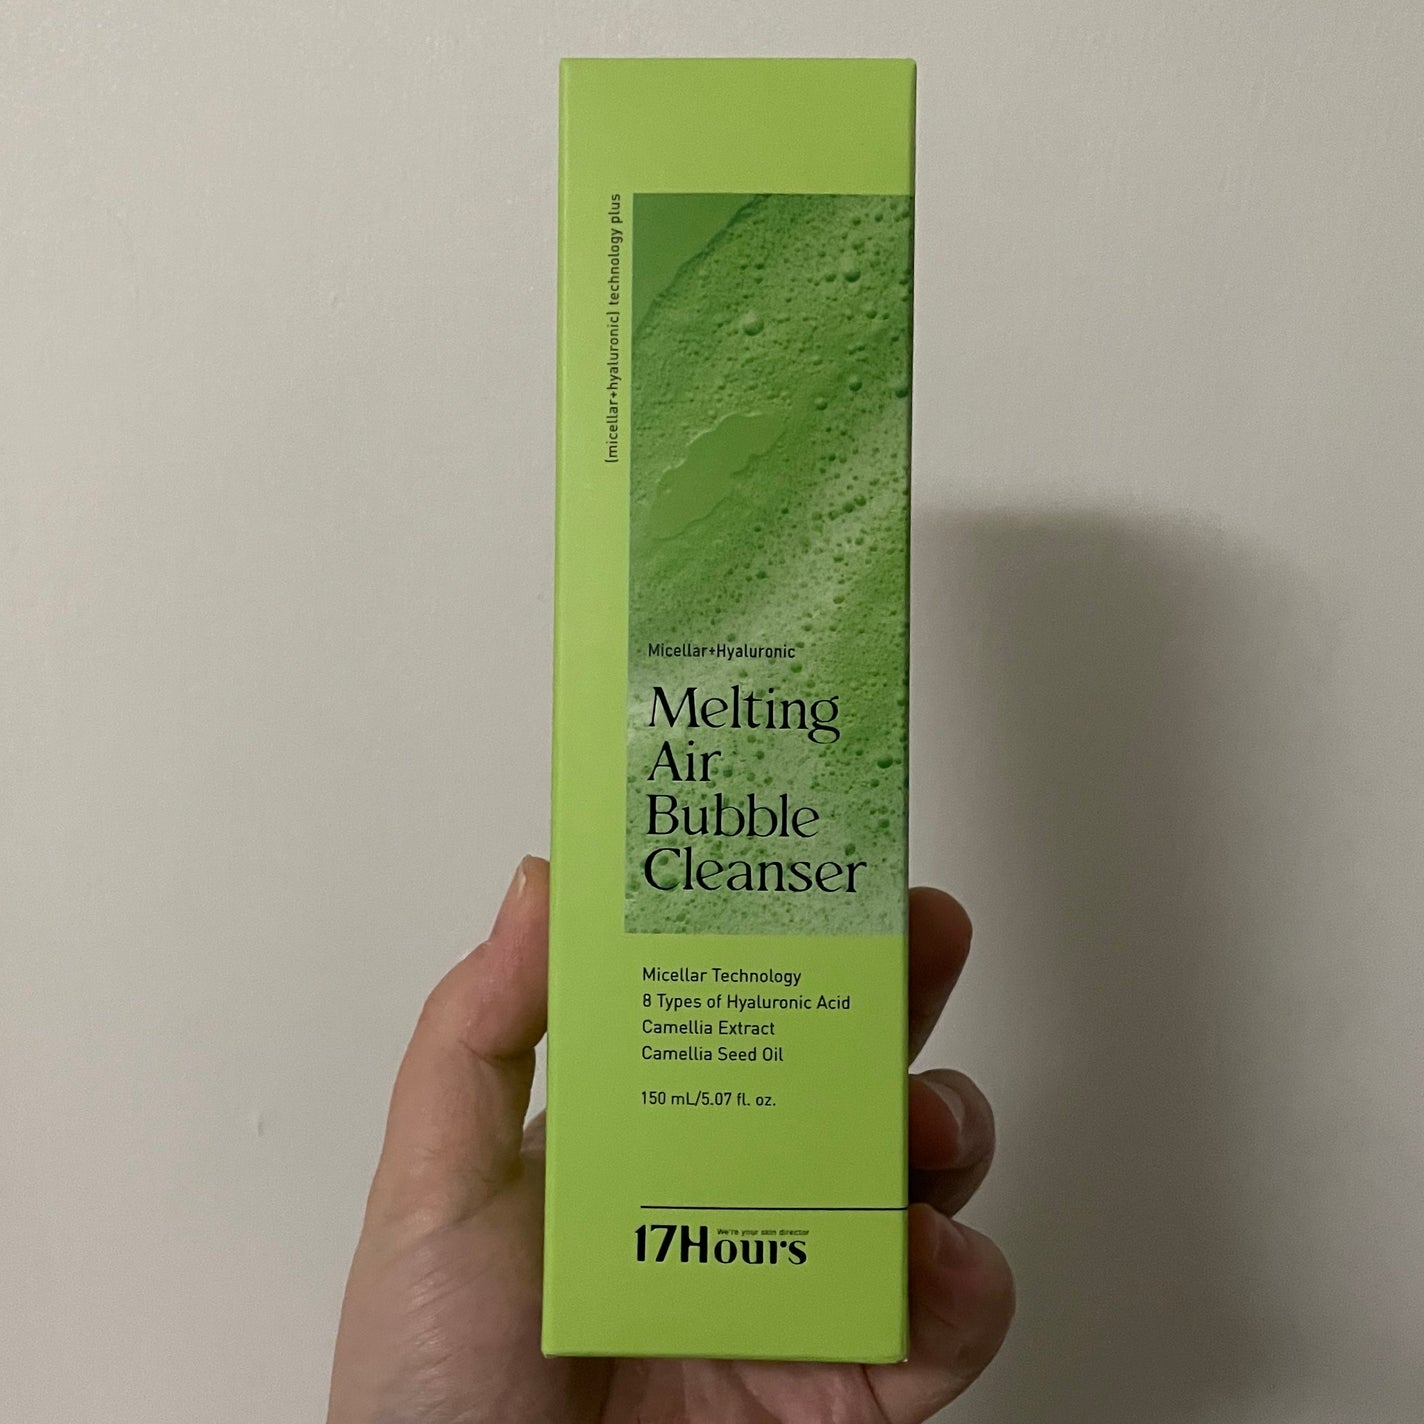 (micellar+hyaluronic) technology plus
Micellar+Hyaluronic
Melting
Air
Bubble
Cleanser
Micellar Technology
8 Types of Hyaluronic Acid
Camellia Extract
Camellia Seed Oil
150 mL/5.07 fl. oz.
We're your skin director
17Hours